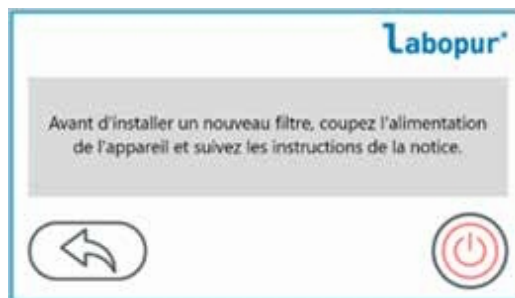 Labopur
Avant d'installer un nouveau filtre, coupez l'alimentation
de l'appareil et suivez les instructions de la notice.